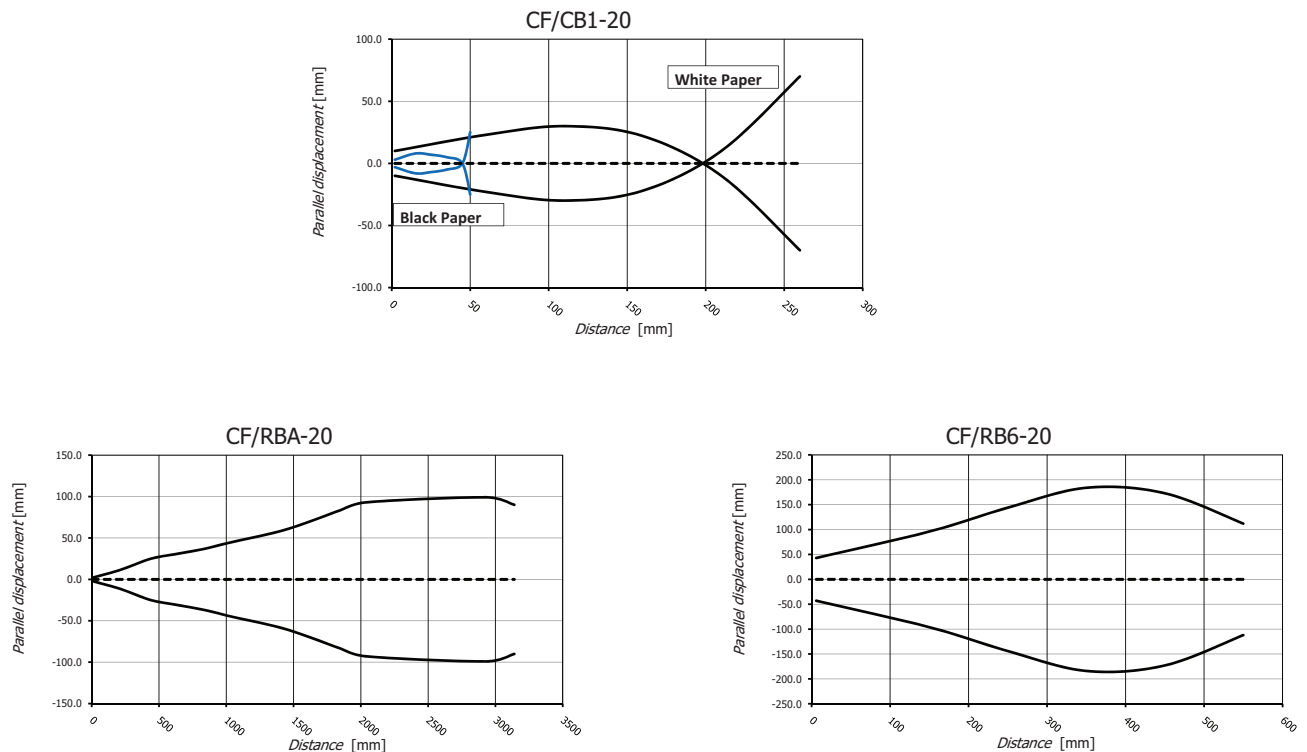 CF/CB1-20
Parallel displacement [mm]
100.0
50.0
0.0
-50.0
-100.0
White Paper
Black Paper
0 50 100 150 200 250 300
Distance [mm]
CF/RBA-20
Parallel displacement [mm]
150.0
100.0
50.0
0.0
-50.0
-100.0
-150.0
0 500 1000 1500 2000 2500 3000 3500
Distance [mm]
CF/RB6-20
Parallel displacement [mm]
250.0
200.0
150.0
100.0
50.0
0.0
-50.0
-100.0
-150.0
-200.0
-250.0
0 100 200 300 400 500 600
Distance [mm]